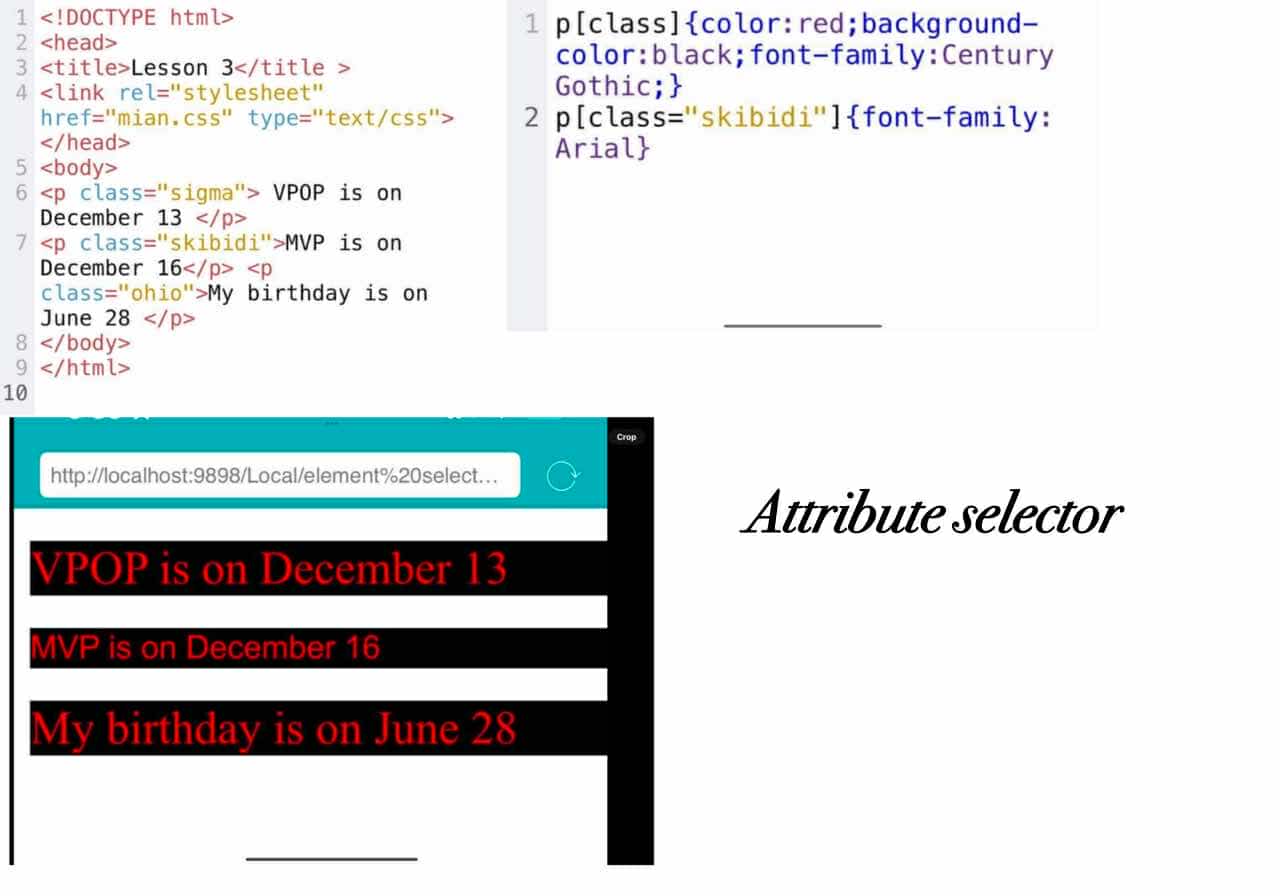 1 <!DOCTYPE html>
2 <head>
3 <title>Lesson 3</title >
4 <link rel="stylesheet"
href="mian.css" type="text/css">
</head>
5 <body>
6 <p class="sigma"> VPOP is on
December 13 </p>
7 <p class="skibidi">MVP is on
December 16</p> <p
class="ohio">My birthday is on
June 28 </p>
8 </body>
9 </html>
10
1 p[class]{color:red;background-
color:black;font-family:Century
Gothic;}
2 p[class="skibidi"]{font-family:
Arial}
Crop
http://localhost:9898/Local/element%20select...
VPOP is on December 13
MVP is on December 16
My birthday is on June 28
Attribute selector